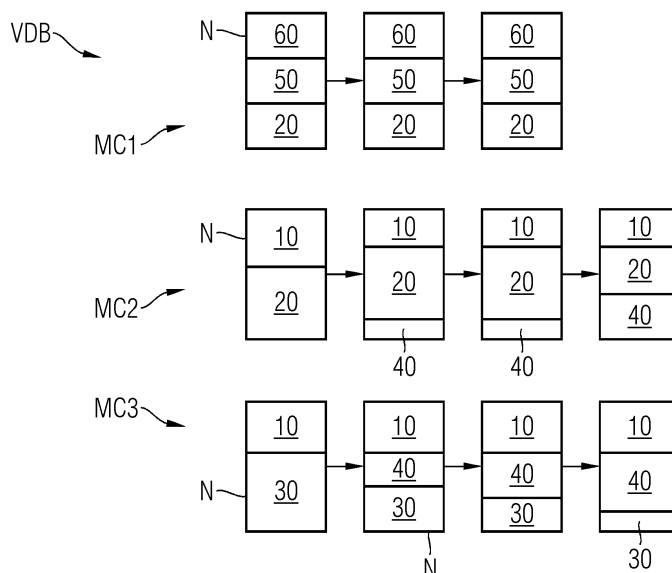 VDB
N 60 60 60
50 50 50
MC1 20 20 20
N 10 10 10 10
MC2 20 20 20 20
40
40 40
MC3 10 10 10 10
40 40 40
N 30 30 30
N 30